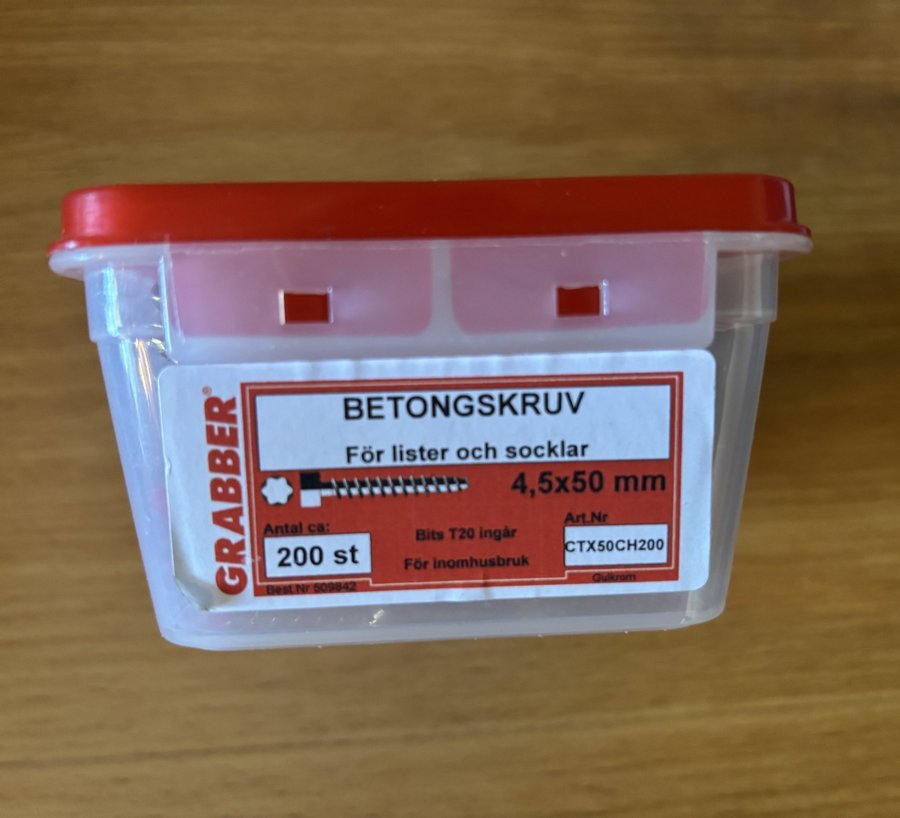 GRABBER®
BETONGSKRUV
För lister och socklar
4,5x50 mm
Antal ca:
200 st
Bits T20 ingår
För inomhusbruk
Art.Nr
CTX50CH200
Best Nr 509842
Gulkrom